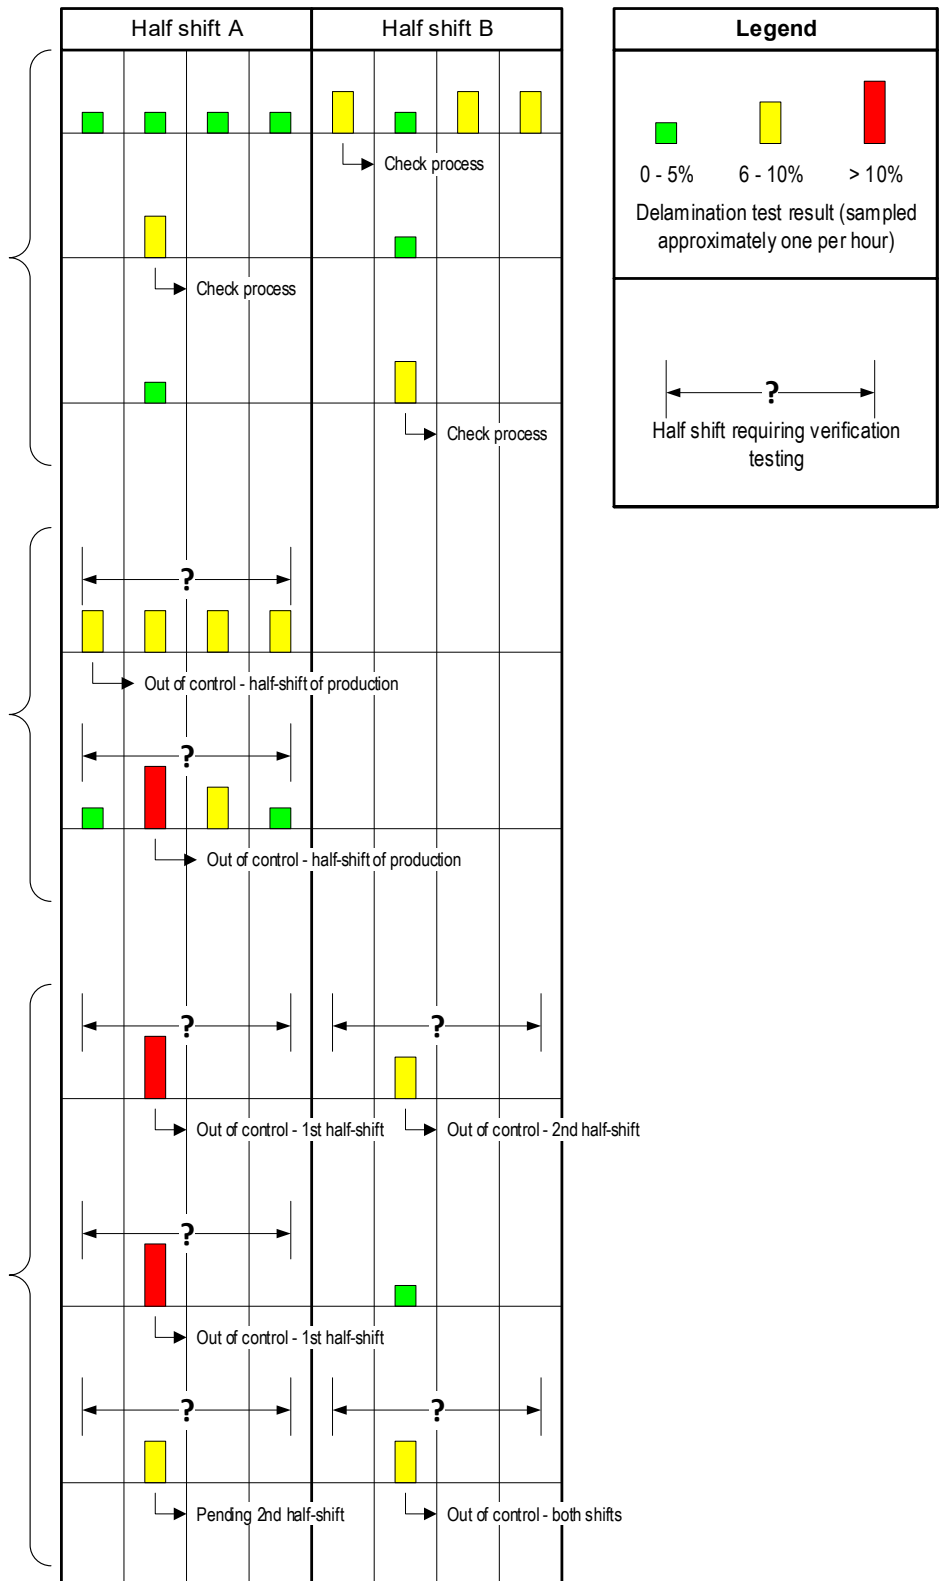 Half shift A
Half shift B
Check process
Check process
Check process
?
Out of control - half-shift of production
?
Out of control - half-shift of production
?
?
Out of control - 1st half-shift
Out of control - 2nd half-shift
?
Out of control - 1st half-shift
?
?
Pending 2nd half-shift
Out of control - both shifts
Legend
0 - 5%
6 - 10%
> 10%
Delamination test result (sampled
approximately one per hour)
?
Half shift requiring verification
testing